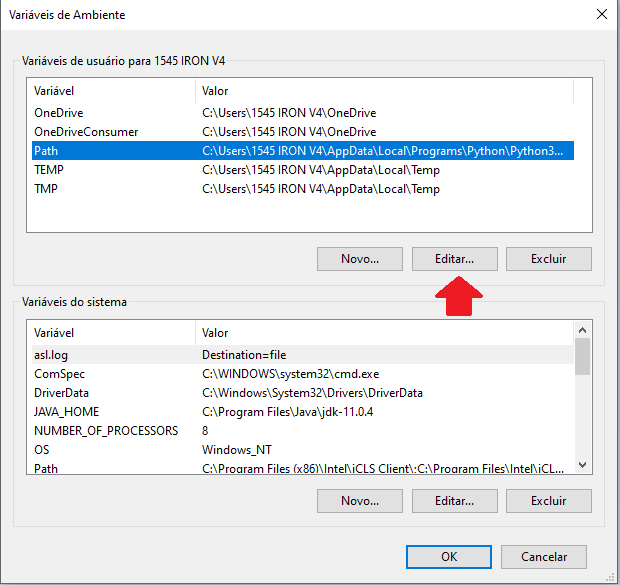 Variáveis de Ambiente
Variáveis de usuário para 1545 IRON V4
Variável Valor
OneDrive C:\Users\1545 IRON V4\OneDrive
OneDriveConsumer C:\Users\1545 IRON V4\OneDrive
Path C:\Users\1545 IRON V4\AppData\Local\Programs\Python\Python3...
TEMP C:\Users\1545 IRON V4\AppData\Local\Temp
TMP C:\Users\1545 IRON V4\AppData\Local\Temp
Novo... Editar... Excluir
Variáveis do sistema
Variável Valor
asl.log Destination=file
ComSpec C:\WINDOWS\system32\cmd.exe
DriverData C:\Windows\System32\Drivers\DriverData
JAVA_HOME C:\Program Files\Java\jdk-11.0.4
NUMBER_OF_PROCESSORS 8
OS Windows_NT
Path C:\Program Files (x86)\Intel\iCLS Client\;C:\Program Files\Intel\iCL...
Novo... Editar... Excluir
OK Cancelar